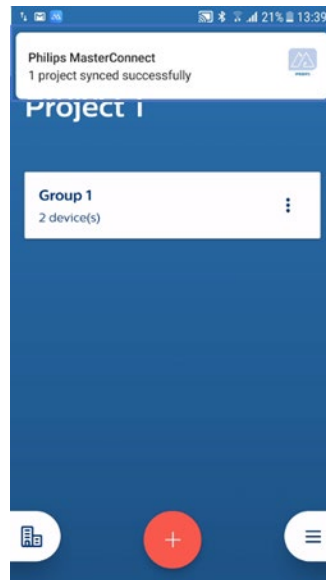 21% 13:39
Philips MasterConnect
1 project synced successfully
Project 1
Group 1
2 device(s)